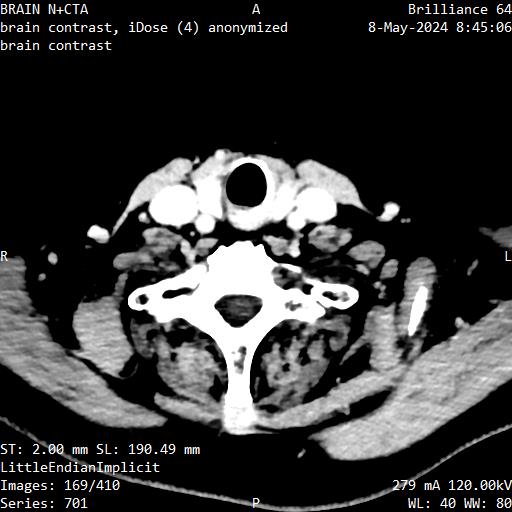 BRAIN N+CTA A Brilliance 64
brain contrast, iDose (4) anonymized 8-May-2024 8:45:06
brain contrast
R L
ST: 2.00 mm SL: 190.49 mm
LittleEndianImplicit
Images: 169/410 279 mA 120.00kV
Series: 701 P WL: 40 WW: 80